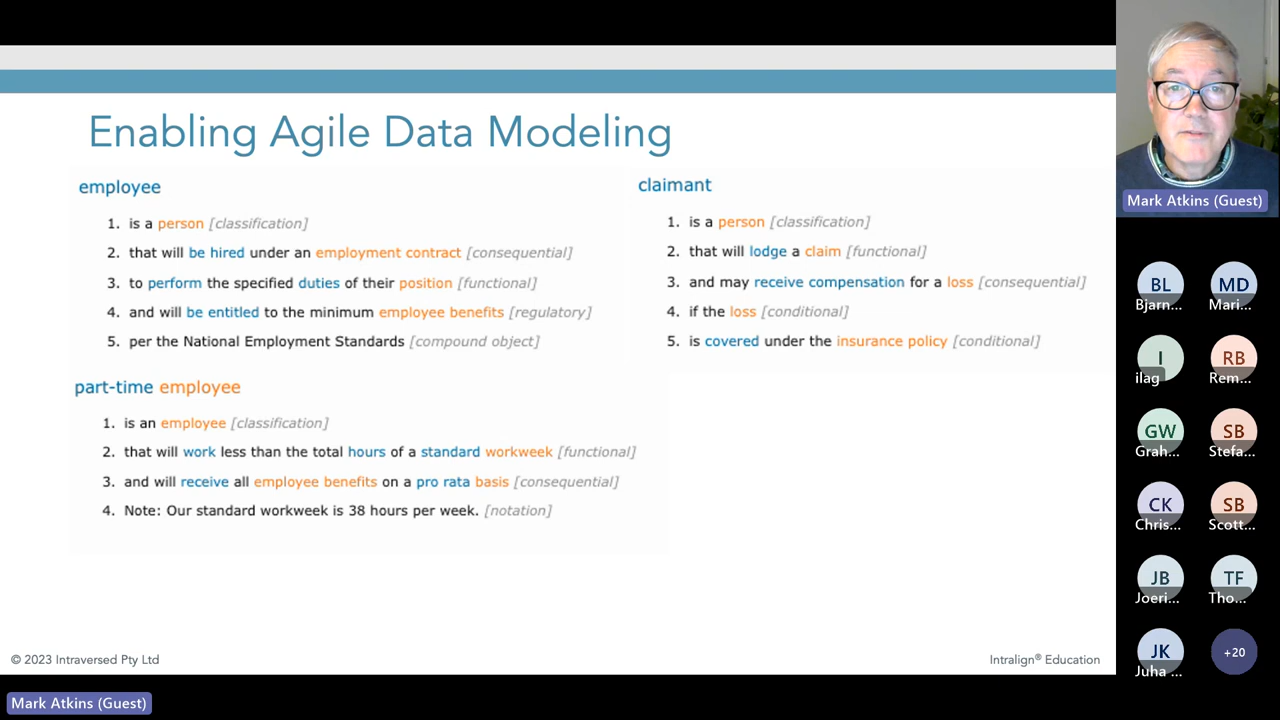 Enabling Agile Data Modeling
employee
1. is a person [classification]
2. that will be hired under an employment contract [consequential]
3. to perform the specified duties of their position [functional]
4. and will be entitled to the minimum employee benefits [regulatory]
5. per the National Employment Standards [compound object]
part-time employee
1. is an employee [classification]
2. that will work less than the total hours of a standard workweek [functional]
3. and will receive all employee benefits on a pro rata basis [consequential]
4. Note: Our standard workweek is 38 hours per week. [notation]
claimant
1. is a person [classification]
2. that will lodge a claim [functional]
3. and may receive compensation for a loss [consequential]
4. if the loss [conditional]
5. is covered under the insurance policy [conditional]
© 2023 Intraversed Pty Ltd
Intralign® Education
Mark Atkins (Guest)
Mark Atkins (Guest)
BL
Bjarn...
MD
Mari...
I
ilag
RB
Rem...
GW
Grah...
SB
Stefa...
CK
Chris...
SB
Scott...
JB
Joeri...
TF
Tho...
JK
Juha ...
+20